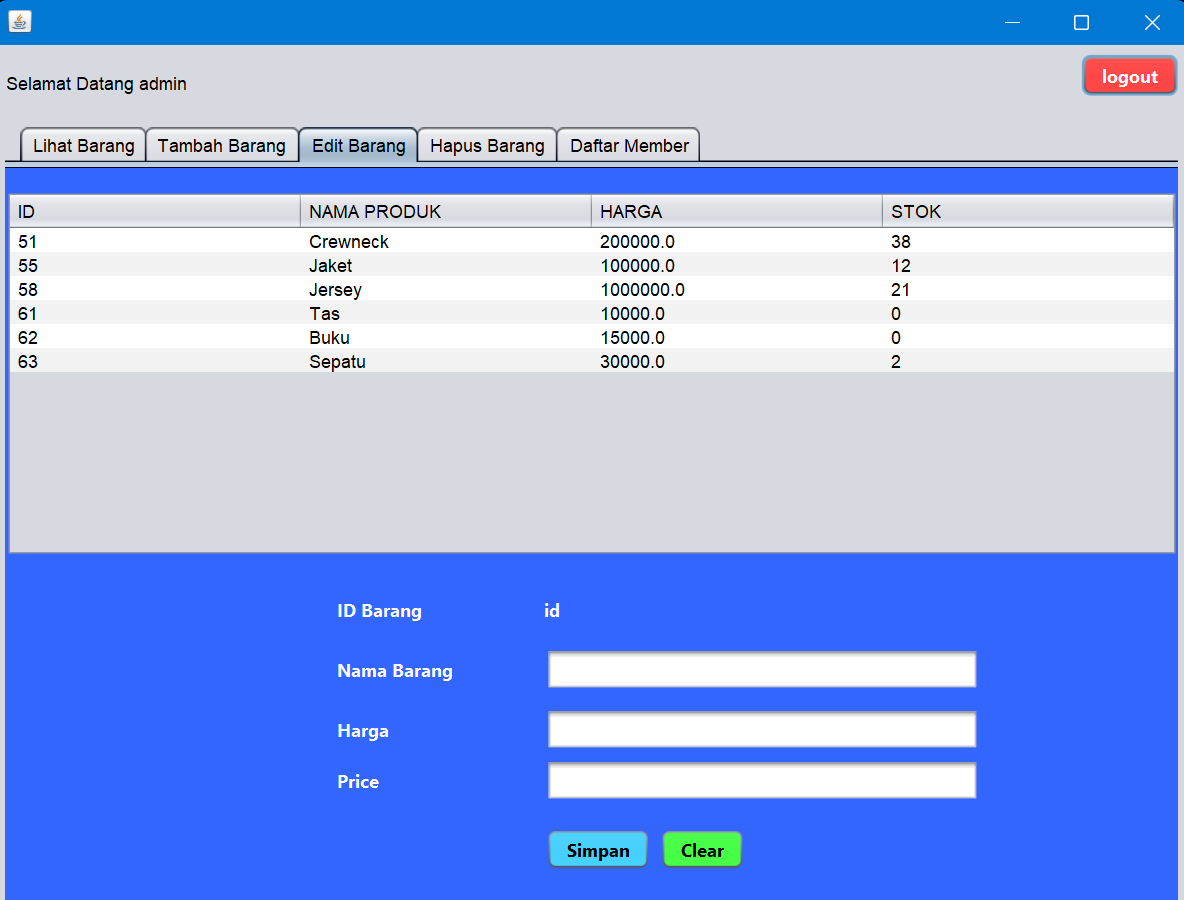 Selamat Datang admin
logout
Lihat Barang Tambah Barang Edit Barang Hapus Barang Daftar Member
ID NAMA PRODUK HARGA STOK
51 Crewneck 200000.0 38
55 Jaket 100000.0 12
58 Jersey 1000000.0 21
61 Tas 10000.0 0
62 Buku 15000.0 0
63 Sepatu 30000.0 2
ID Barang id
Nama Barang
Harga
Price
Simpan Clear